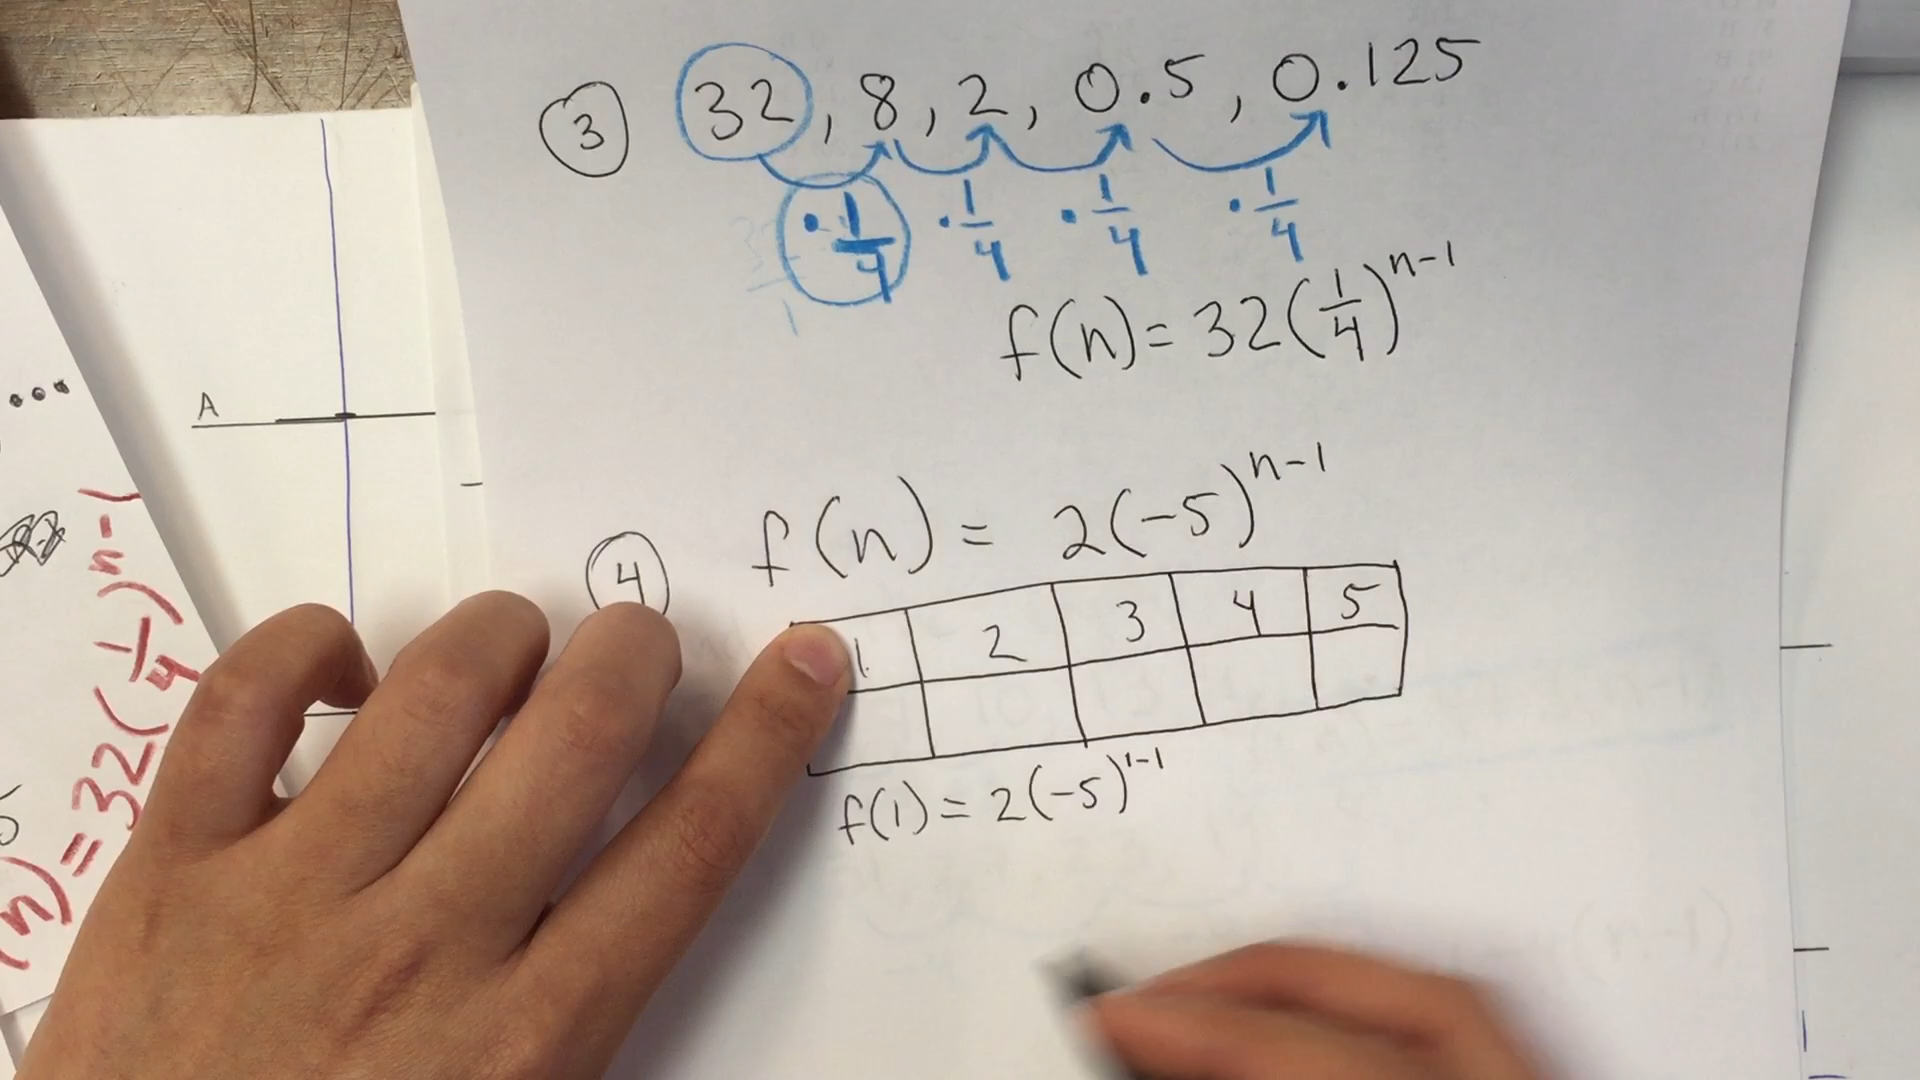 ③ 32, 8, 2, 0.5, 0.125
·1/4 ·1/4 ·1/4 ·1/4
f(n)= 32(1/4)^n-1
④ f(n) = 2(-5)^n-1
1 2 3 4 5
f(1) = 2(-5)^1-1
A
...
5
(n)=32(1/4)^n-1